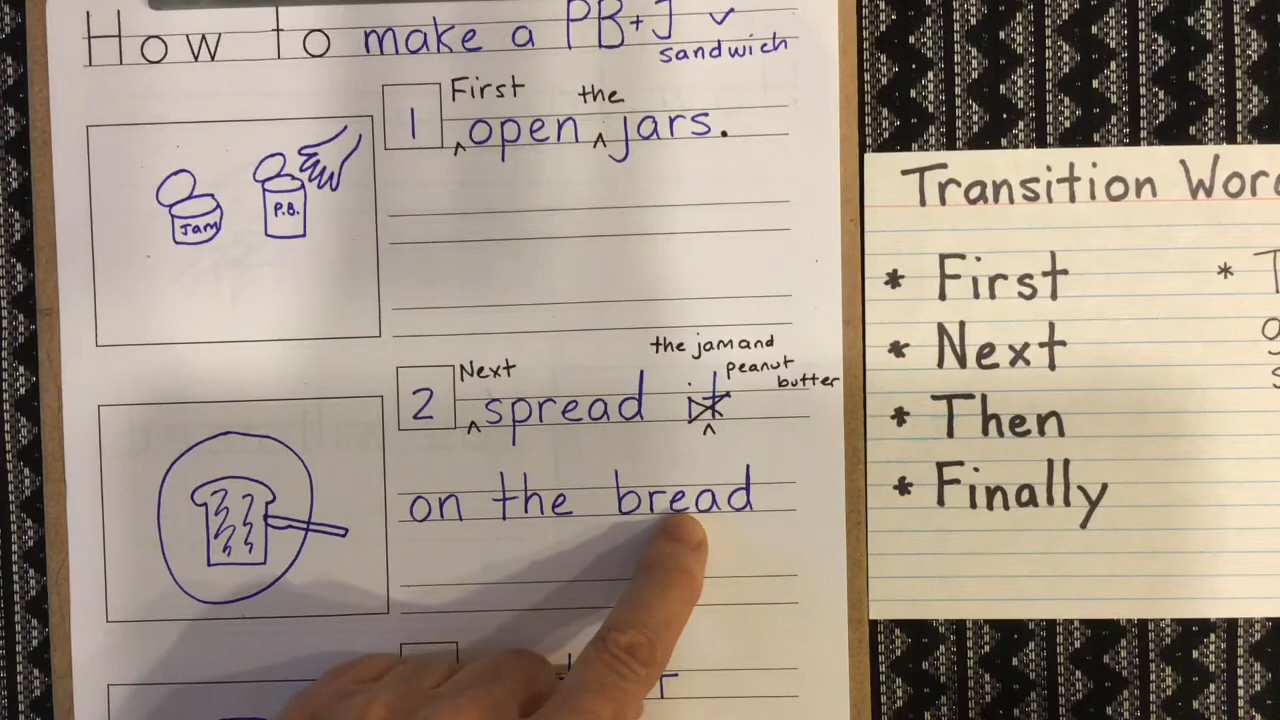 How To make a PB+J
sandwich
First the
1 open jars.
Jam
P.B.
the jam and
Next peanut
butter
2 spread it
on the bread
Transition
* First
* Next
* Then
* Finally
*